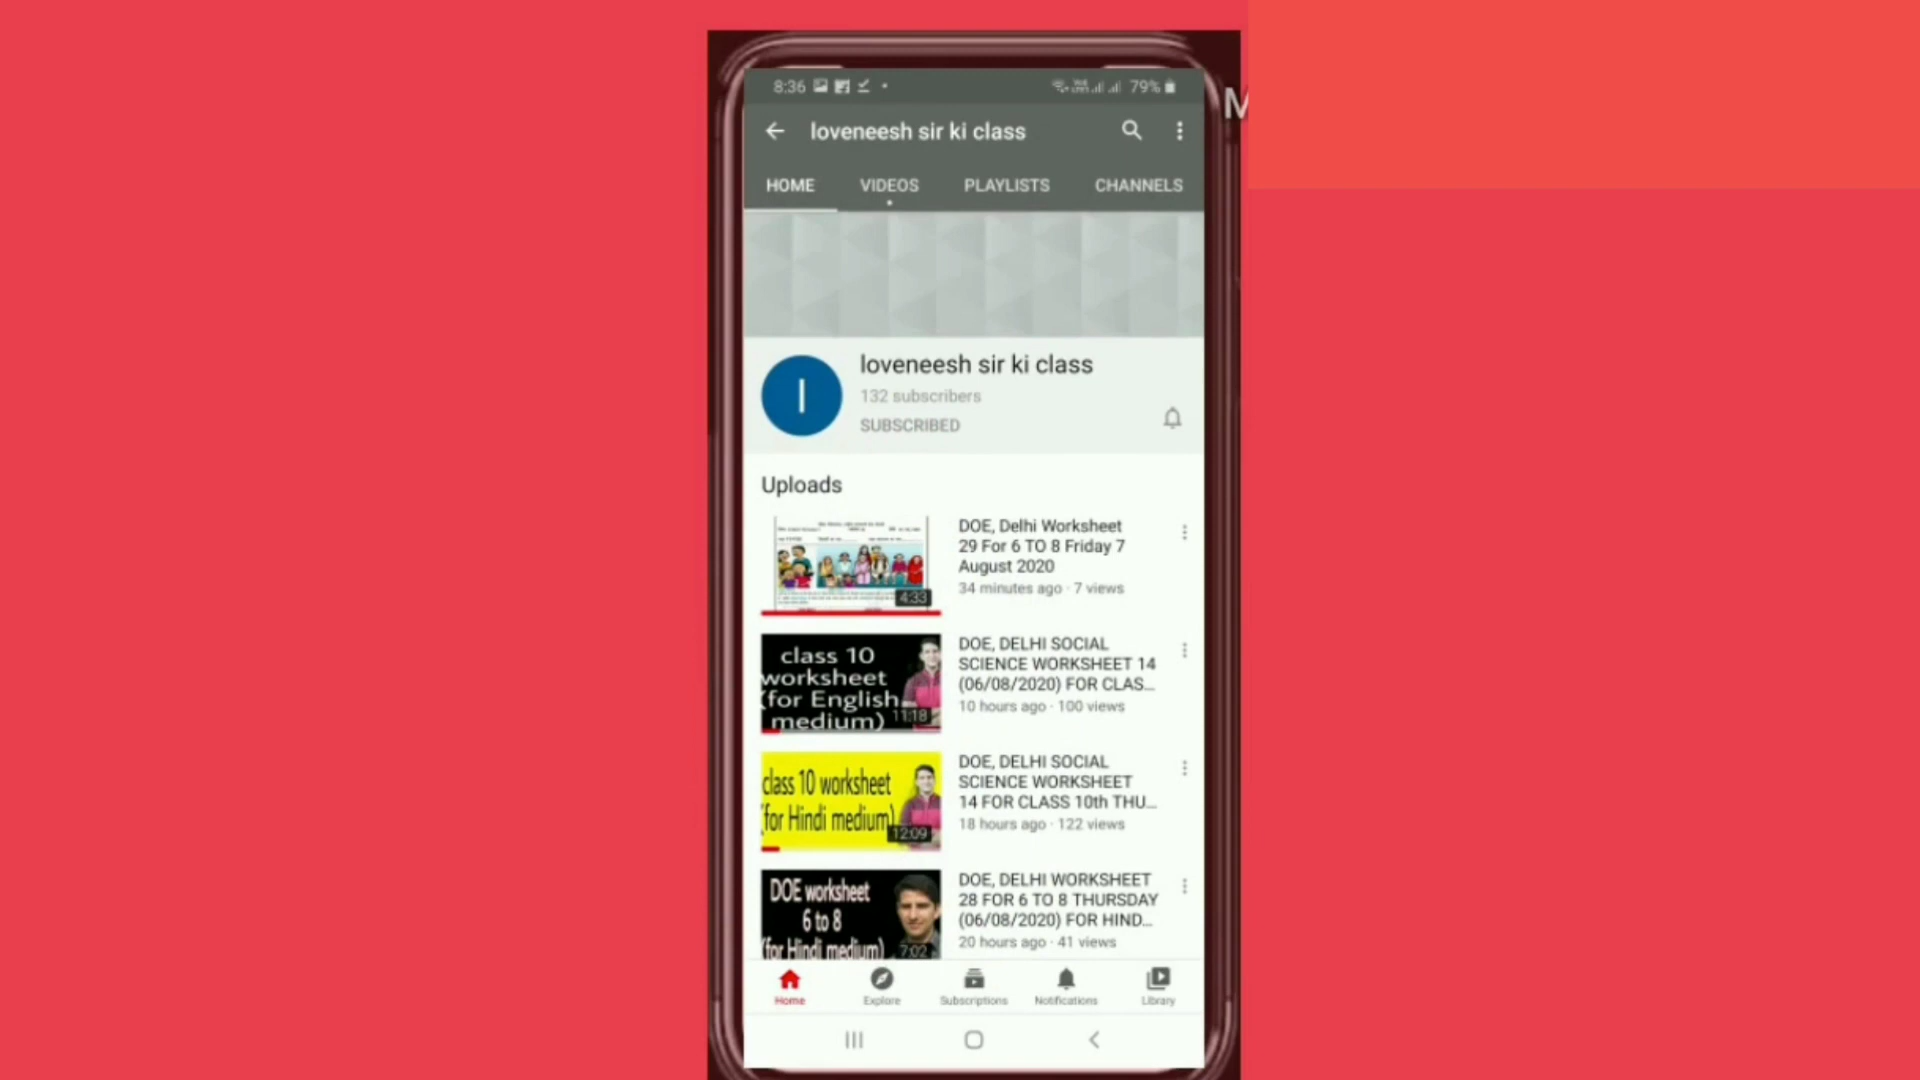 8:36
79%
M
loveneesh sir ki class
HOME VIDEOS PLAYLISTS CHANNELS
l
loveneesh sir ki class
132 subscribers
SUBSCRIBED
Uploads
4:33
DOE, Delhi Worksheet
29 For 6 TO 8 Friday 7
August 2020
34 minutes ago · 7 views
class 10
worksheet
(for English
medium)
11:18
DOE, DELHI SOCIAL
SCIENCE WORKSHEET 14
(06/08/2020) FOR CLAS...
10 hours ago · 100 views
class 10 worksheet
(for Hindi medium)
12:09
DOE, DELHI SOCIAL
SCIENCE WORKSHEET
14 FOR CLASS 10th THU...
18 hours ago · 122 views
DOE worksheet
6 to 8
(for Hindi medium)
7:02
DOE, DELHI WORKSHEET
28 FOR 6 TO 8 THURSDAY
(06/08/2020) FOR HIND...
20 hours ago · 41 views
Home Explore Subscriptions Notifications Library